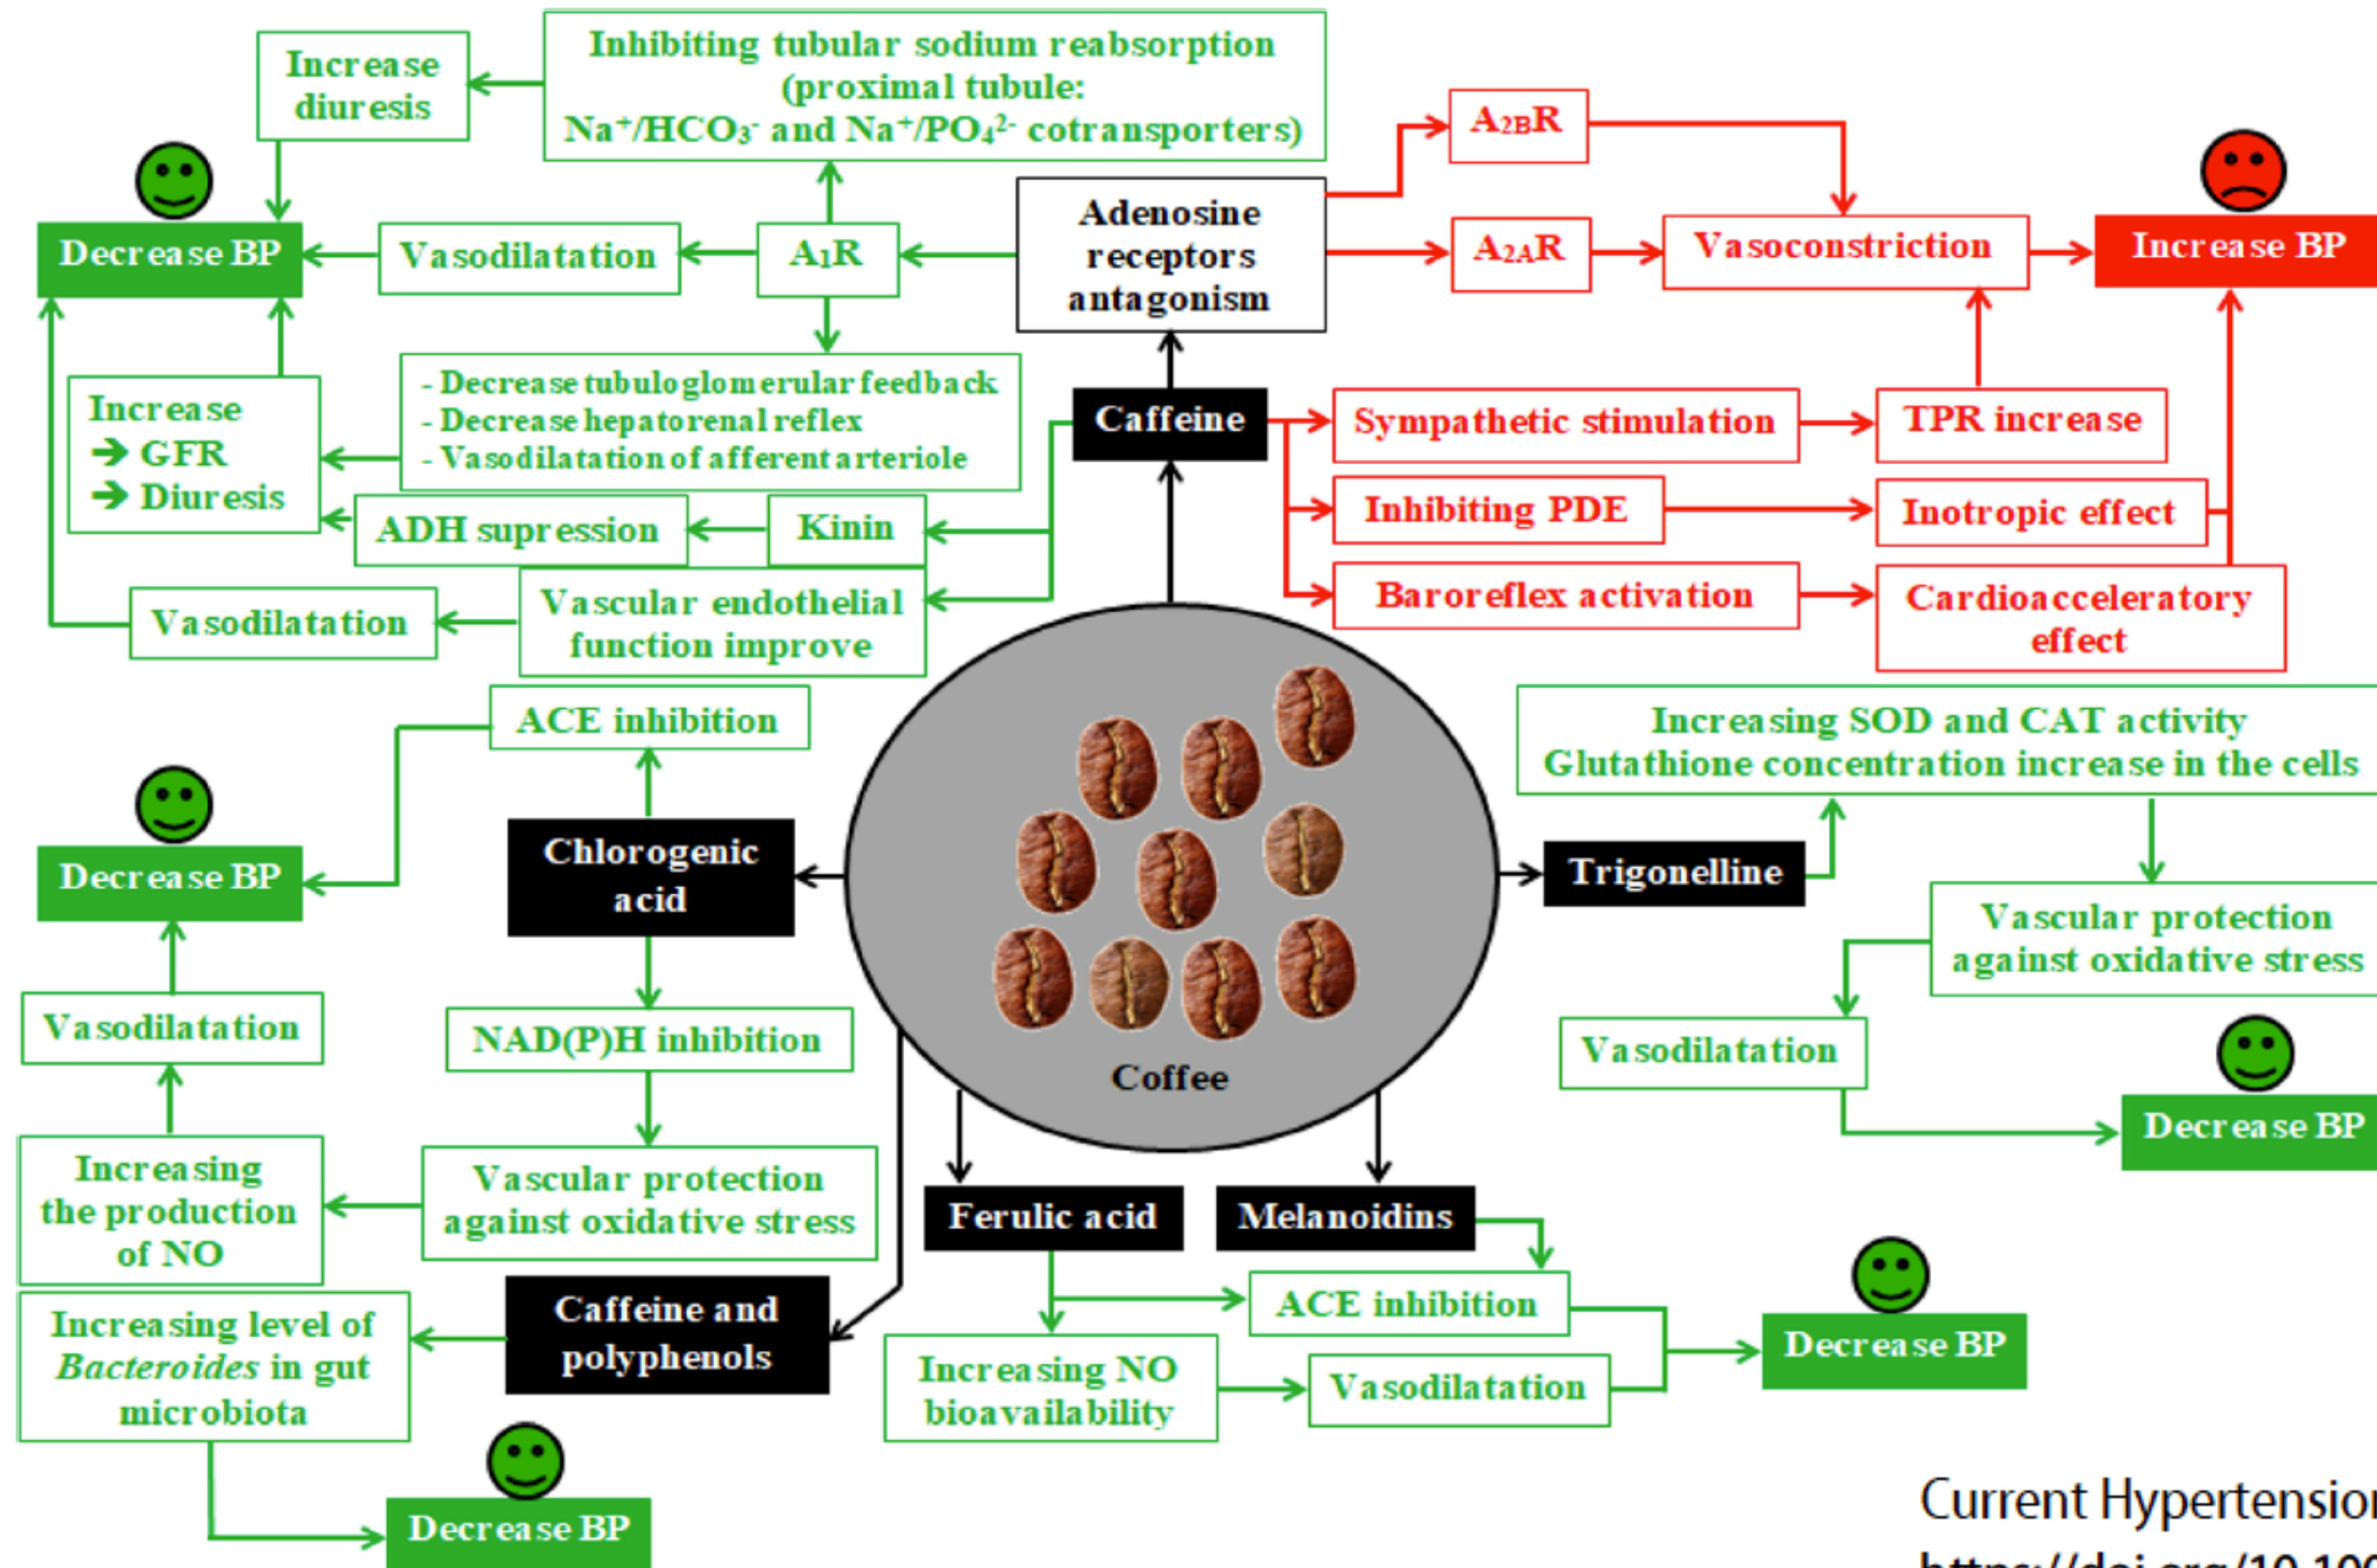 Increase
diuresis
Inhibiting tubular sodium reabsorption
(proximal tubule:
Na⁺/HCO₃⁻ and Na⁺/PO₄²⁻ cotransporters)
A₂BR
Decrease BP
Vasodilatation
A₁R
Adenosine
receptors
antagonism
A₂AR
Vasoconstriction
Increase BP
Increase
➔ GFR
➔ Diuresis
- Decrease tubuloglomerular feedback
- Decrease hepatorenal reflex
- Vasodilatation of afferent arteriole
Caffeine
Sympathetic stimulation
TPR increase
ADH supression
Kinin
Inhibiting PDE
Inotropic effect
Vasodilatation
Vascular endothelial
function improve
Baroreflex activation
Cardioacceleratory
effect
ACE inhibition
Increasing SOD and CAT activity
Glutathione concentration increase in the cells
Decrease BP
Chlorogenic
acid
Trigonelline
Vascular protection
against oxidative stress
Vasodilatation
NAD(P)H inhibition
Coffee
Vasodilatation
Decrease BP
Increasing
the production
of NO
Vascular protection
against oxidative stress
Ferulic acid
Melanoidins
Increasing level of
Bacteroides in gut
microbiota
Caffeine and
polyphenols
ACE inhibition
Increasing NO
bioavailability
Vasodilatation
Decrease BP
Decrease BP
Current Hypertension